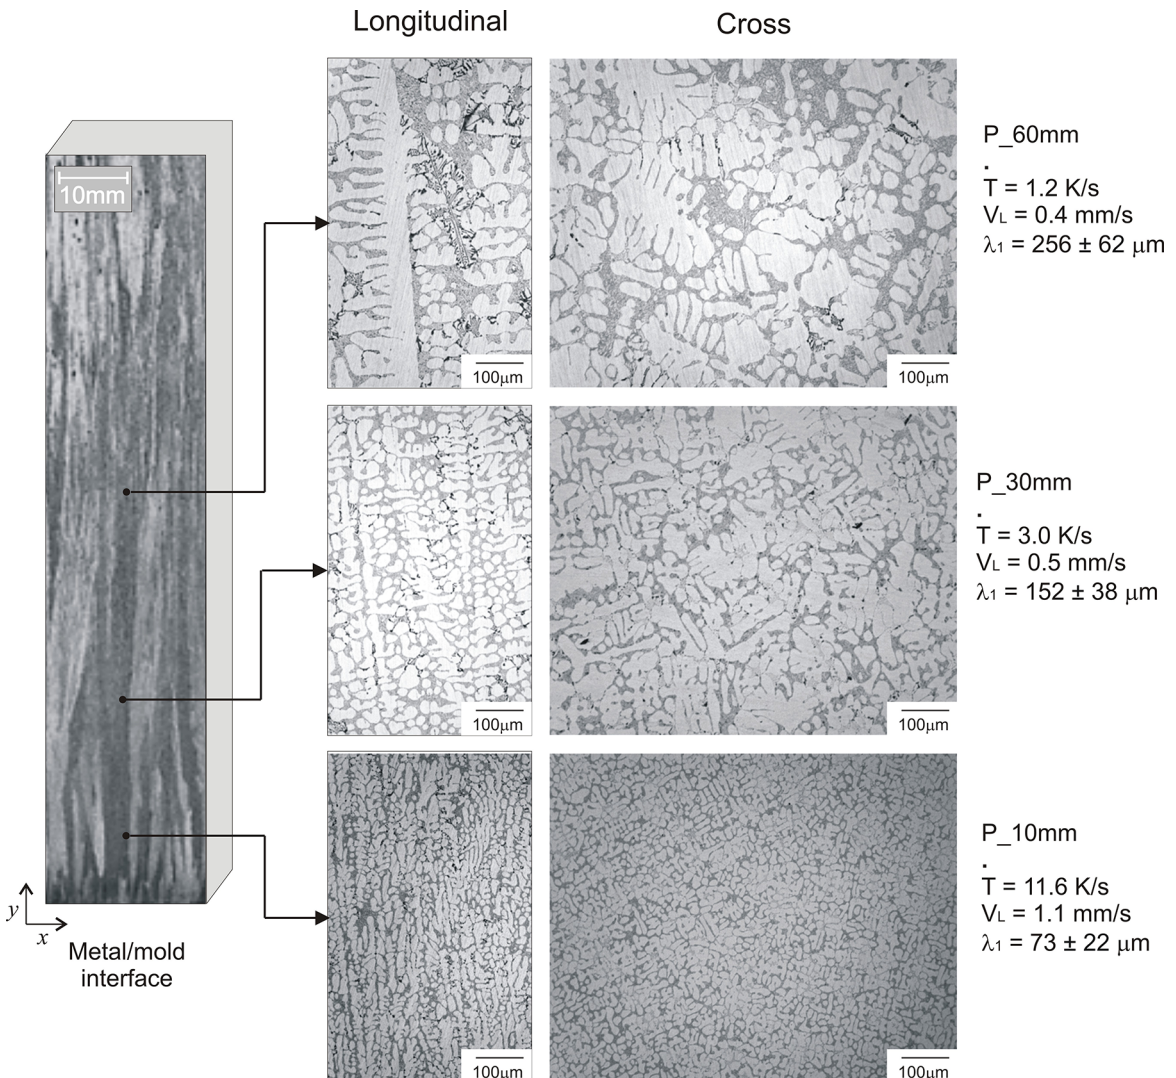 Longitudinal
Cross
10mm
100µm
100µm
P_60mm
Ṫ = 1.2 K/s
VL = 0.4 mm/s
λ1 = 256 ± 62 µm
100µm
100µm
P_30mm
Ṫ = 3.0 K/s
VL = 0.5 mm/s
λ1 = 152 ± 38 µm
y
x
Metal/mold
interface
100µm
100µm
P_10mm
Ṫ = 11.6 K/s
VL = 1.1 mm/s
λ1 = 73 ± 22 µm